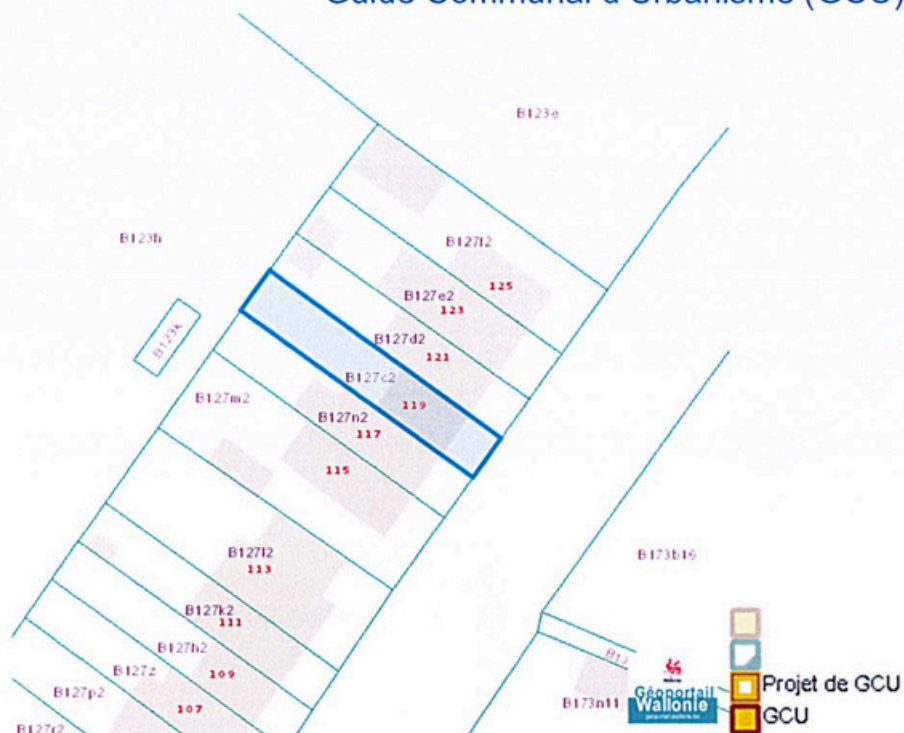 Guide Communal d'Urbanisme (GCU)
B123e
B123h
B127f2
125
B127e2
123
B123k
B127d2
121
B127c2
119
B127m2
B127n2
117
115
B127l2
113
B173b16
B127k2
111
B127h2
109
B127z
B127p2
107
B173n11
Géoportail
Wallonie
Projet de GCU
GCU